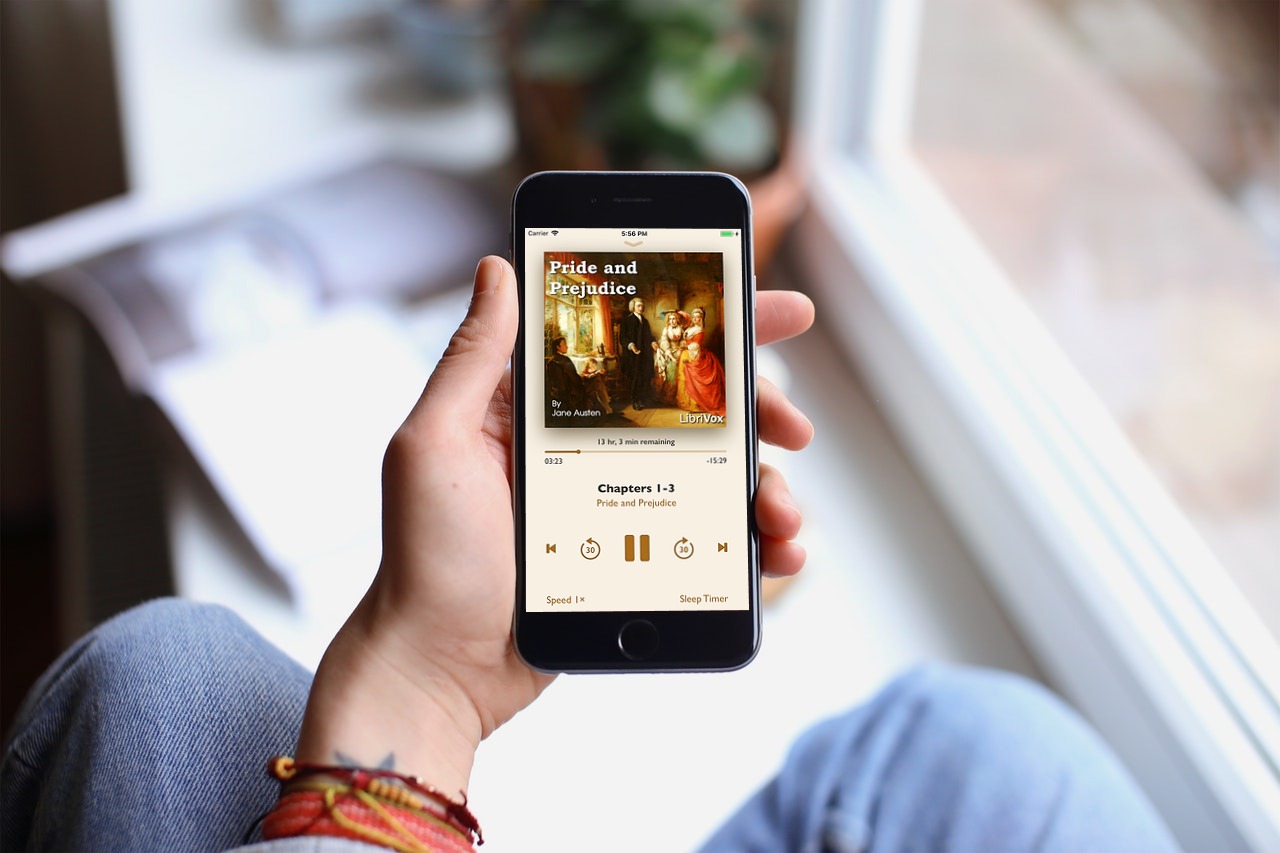 Carrier
5:56 PM
Pride and
Prejudice
By
Jane Austen
LibriVox
13 hr, 3 min remaining
03:23
-15:29
Chapters 1-3
Pride and Prejudice
30
30
Speed 1×
Sleep Timer